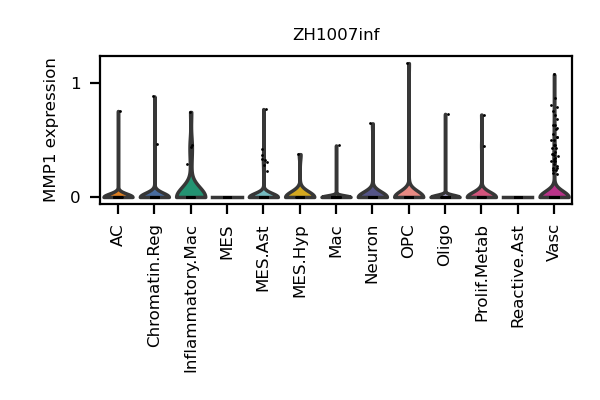 ZH1007inf
MMP1 expression
1
0
AC
Chromatin.Reg
Inflammatory.Mac
MES
MES.Ast
MES.Hyp
Mac
Neuron
OPC
Oligo
Prolif.Metab
Reactive.Ast
Vasc